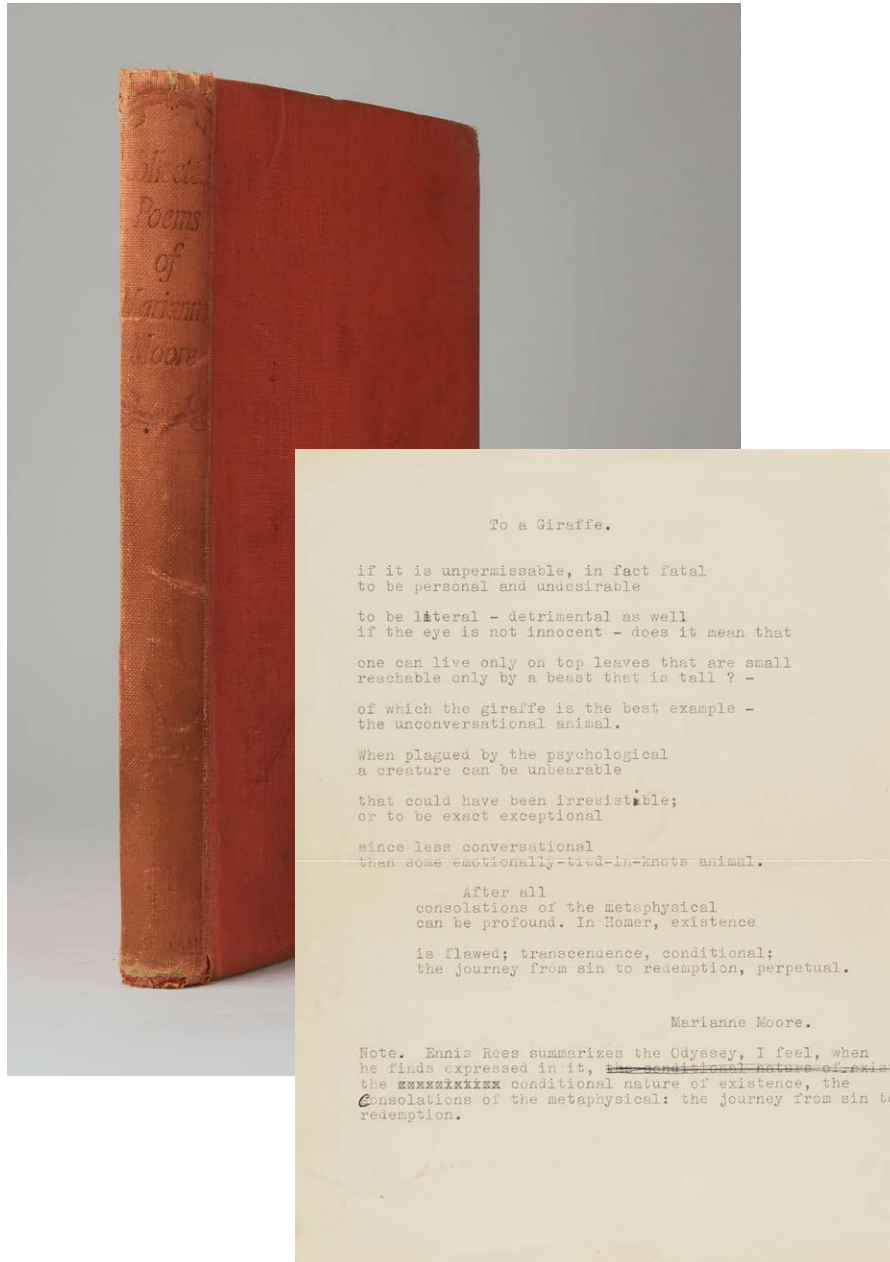 Collected
Poems
of
Marianne
Moore
To a Giraffe.
if it is unpermissable, in fact fatal
to be personal and undesirable
to be literal - detrimental as well
if the eye is not innocent - does it mean that
one can live only on top leaves that are small
reachable only by a beast that is tall ? -
of which the giraffe is the best example -
the unconversational animal.
When plagued by the psychological
a creature can be unbearable
that could have been irresistible;
or to be exact exceptional
since less conversational
than some emotionally-tied-in-knots animal.
After all
consolations of the metaphysical
can be profound. In Homer, existence
is flawed; transcendence, conditional;
the journey from sin to redemption, perpetual.
Marianne Moore.
Note. Ennis Rees summarizes the Odyssey, I feel, when
he finds expressed in it, the conditional nature of exis
the conditional nature of existence, the
Consolations of the metaphysical: the journey from sin to
redemption.